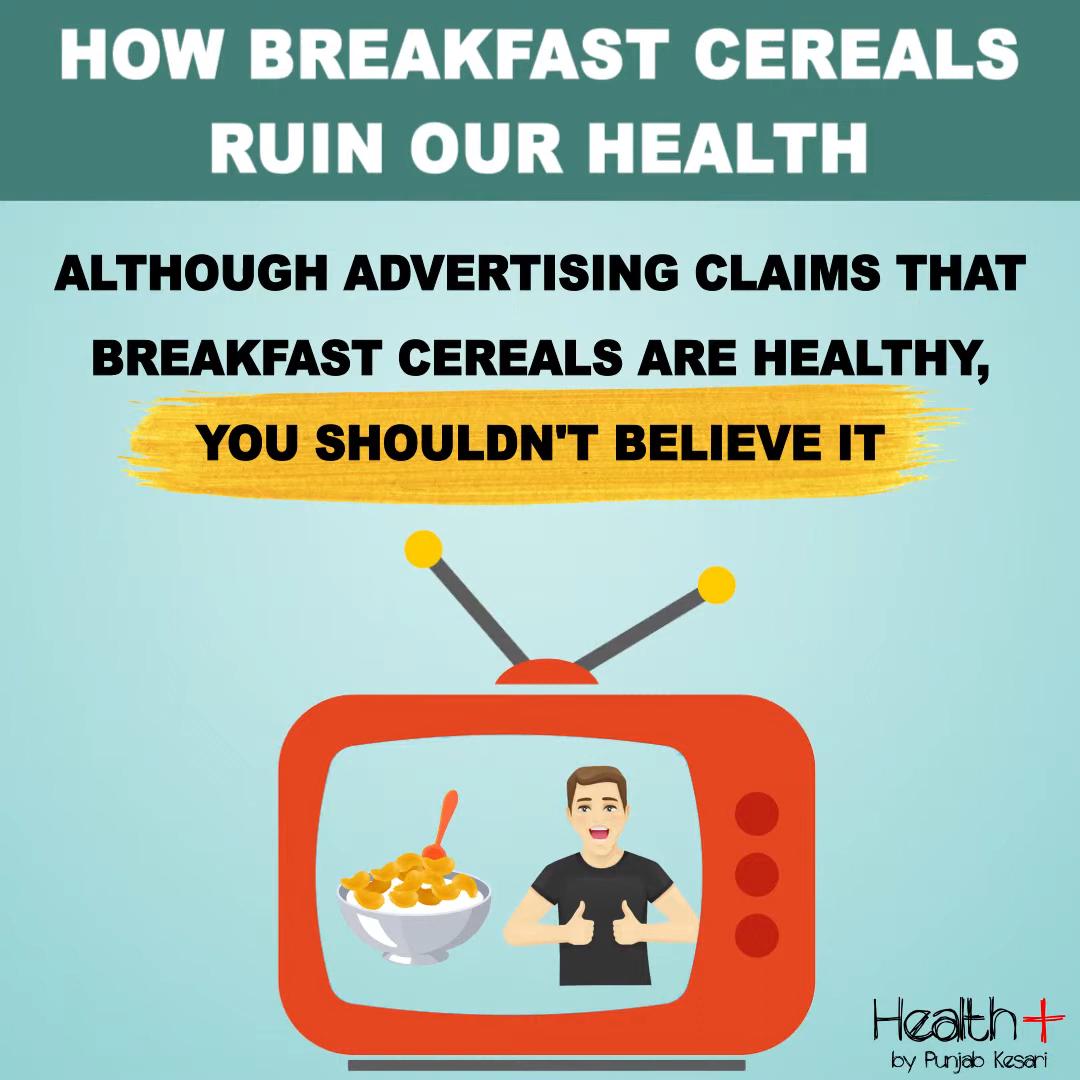 HOW BREAKFAST CEREALS
RUIN OUR HEALTH
ALTHOUGH ADVERTISING CLAIMS THAT
BREAKFAST CEREALS ARE HEALTHY,
YOU SHOULDN'T BELIEVE IT
Health+
by Punjab Kesari